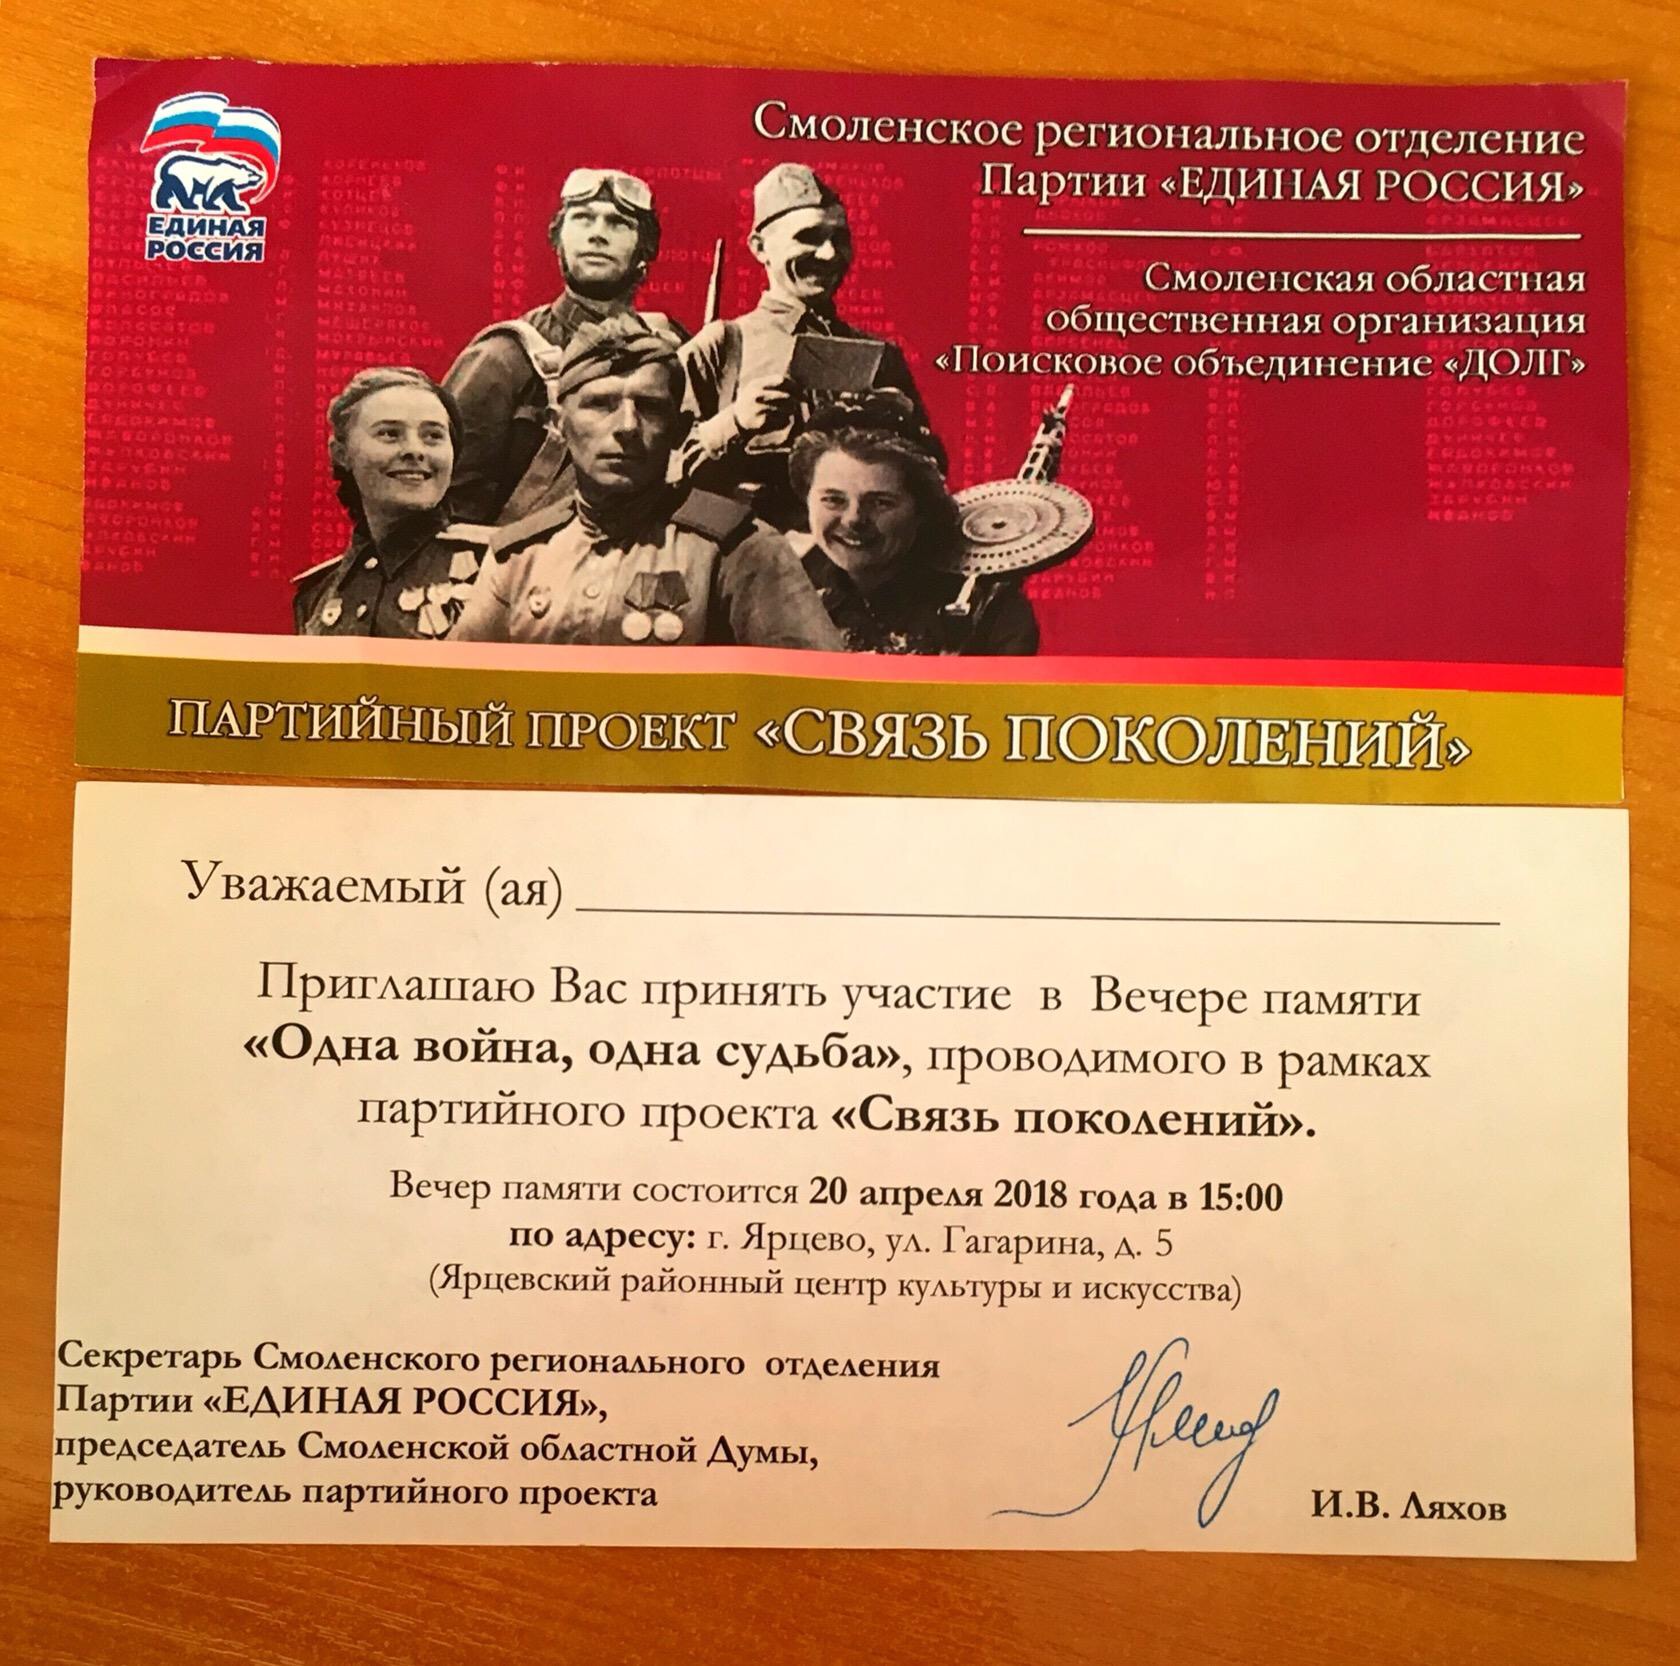 ЕДИНАЯ
РОССИЯ
Смоленское региональное отделение
Партии «ЕДИНАЯ РОССИЯ»
Смоленская областная
общественная организация
«Поисковое объединение «ДОЛГ»
ПАРТИЙНЫЙ ПРОЕКТ «СВЯЗЬ ПОКОЛЕНИЙ»
Уважаемый (ая)
Приглашаю Вас принять участие в Вечере памяти
«Одна война, одна судьба», проводимого в рамках
партийного проекта «Связь поколений».
Вечер памяти состоится 20 апреля 2018 года в 15:00
по адресу: г. Ярцево, ул. Гагарина, д. 5
(Ярцевский районный центр культуры и искусства)
Секретарь Смоленского регионального отделения
Партии «ЕДИНАЯ РОССИЯ»,
председатель Смоленской областной Думы,
руководитель партийного проекта
И.В. Ляхов